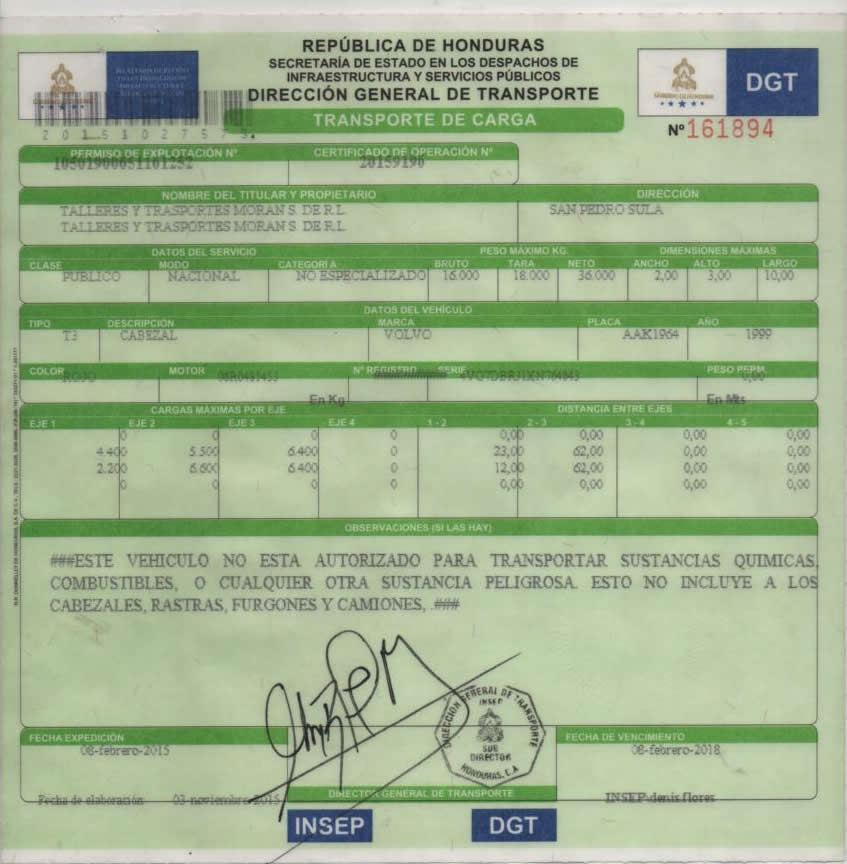 REPÚBLICA DE HONDURAS
SECRETARÍA DE ESTADO EN LOS DESPACHOS DE
INFRAESTRUCTURA Y SERVICIOS PÚBLICOS
DIRECCIÓN GENERAL DE TRANSPORTE
TRANSPORTE DE CARGA
DGT
Nº 161894
PERMISO DE EXPLOTACIÓN Nº CERTIFICADO DE OPERACIÓN Nº
20159190
NOMBRE DEL TITULAR Y PROPIETARIO DIRECCIÓN
TALLERES Y TRASPORTES MORAN S. DE R.L. SAN PEDRO SULA
TALLERES Y TRASPORTES MORAN S. DE R.L.
DATOS DEL SERVICIO PESO MÁXIMO KG. DIMENSIONES MÁXIMAS
CLASE MODO CATEGORIA BRUTO TARA NETO ANCHO ALTO LARGO
PUBLICO NACIONAL NO ESPECIALIZADO 16.000 18.000 36.000 2,00 3,00 10,00
DATOS DEL VEHÍCULO
TIPO DESCRIPCIÓN MARCA PLACA AÑO
T3 CABEZAL VOLVO AAK1964 1999
COLOR MOTOR Nº REGISTRO SERIE PESO PERM.
ROJO 0,00
En Kg En Mts
CARGAS MÁXIMAS POR EJE DISTANCIA ENTRE EJES
EJE 1 EJE 2 EJE 3 EJE 4 1 - 2 2 - 3 3 - 4 4 - 5
0 0 0 0 0,00 0,00 0,00 0,00
4.400 5.500 6.400 0 23,00 62,00 0,00 0,00
2.200 6.600 6.400 0 12,00 62,00 0,00 0,00
0 0 0 0 0,00 0,00 0,00 0,00
OBSERVACIONES (SI LAS HAY)
###ESTE VEHICULO NO ESTA AUTORIZADO PARA TRANSPORTAR SUSTANCIAS QUIMICAS,
COMBUSTIBLES, O CUALQUIER OTRA SUSTANCIA PELIGROSA. ESTO NO INCLUYE A LOS
CABEZALES, RASTRAS, FURGONES Y CAMIONES, .###
DIRECCIÓN GENERAL DE TRANSPORTE
INSEP
SUB
DIRECTOR
HONDURAS, C.A.
FECHA EXPEDICIÓN FECHA DE VENCIMIENTO
08-febrero-2015 08-febrero-2018
Fecha de elaboración 03-noviembre-2015 INSEP\denis.flores
DIRECTOR GENERAL DE TRANSPORTE
INSEP DGT